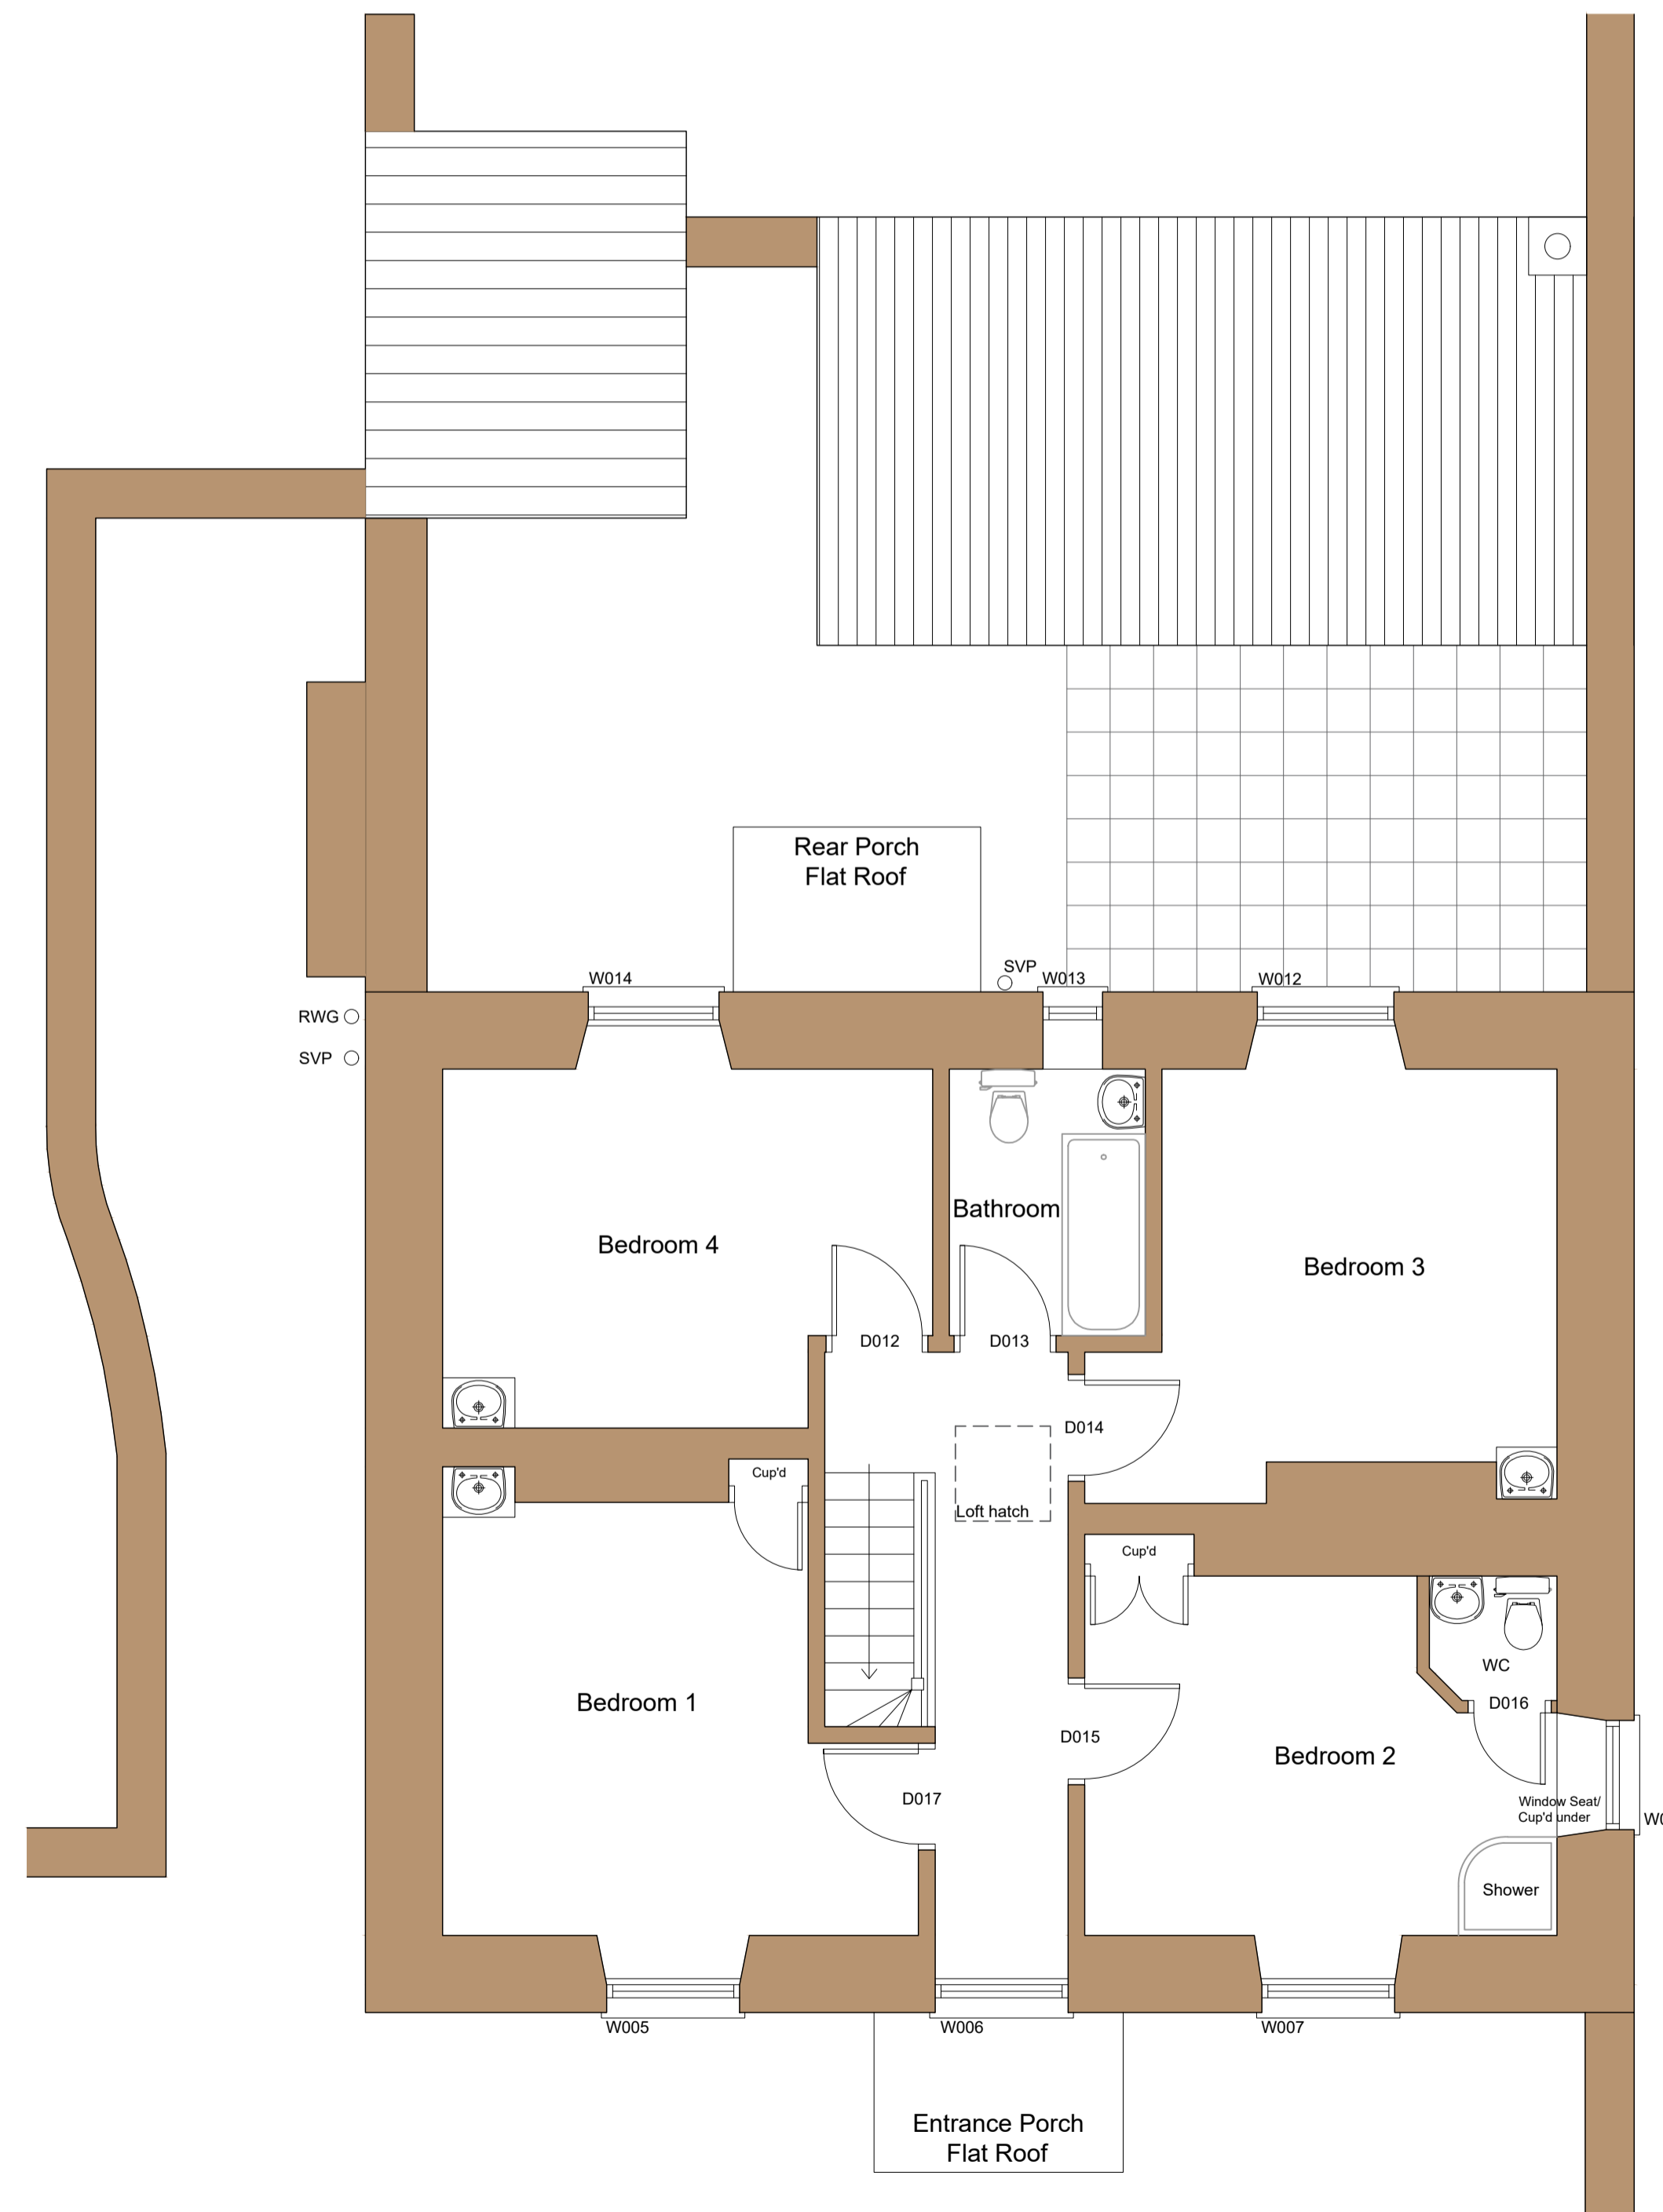 Rear Porch
Flat Roof
SVP
W014
W013
W012
RWG
SVP
Bathroom
Bedroom 4
Bedroom 3
D012
D013
D014
Cup'd
Loft hatch
Cup'd
WC
Bedroom 1
D016
D015
Bedroom 2
D017
Window Seat/
Cup'd under
Shower
W005
W006
W007
Entrance Porch
Flat Roof